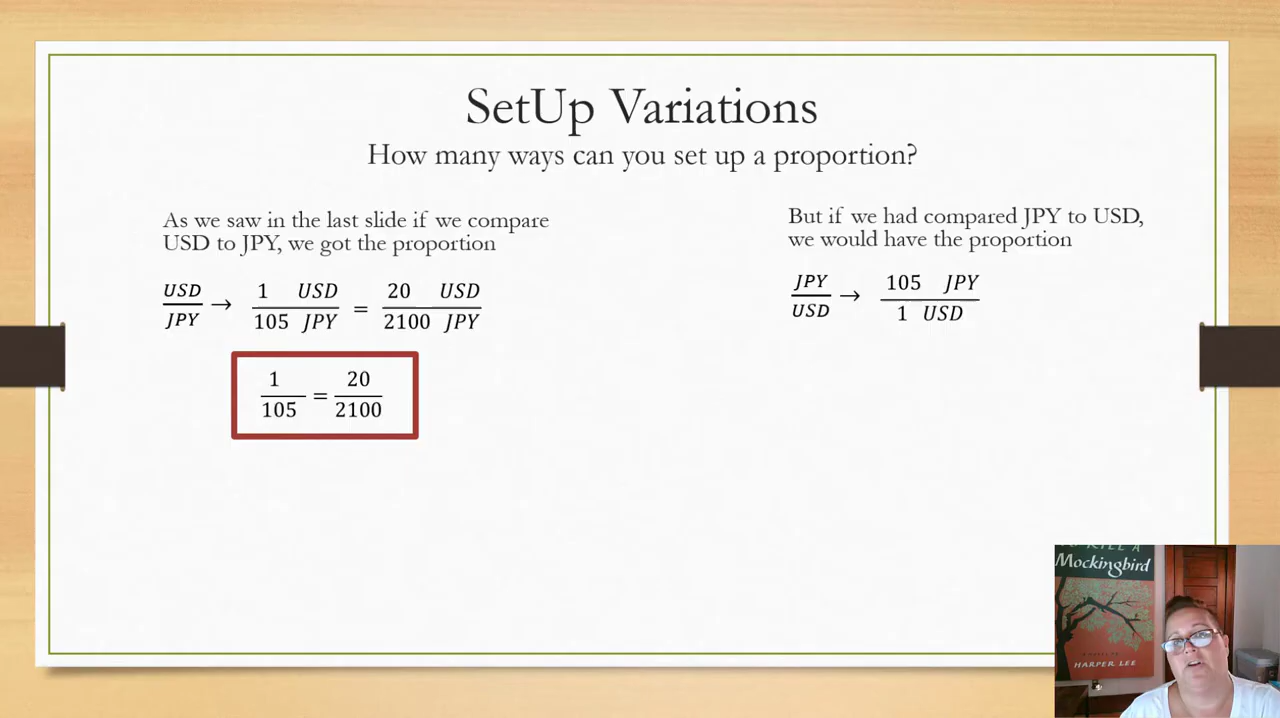 SetUp Variations
How many ways can you set up a proportion?
As we saw in the last slide if we compare
USD to JPY, we got the proportion
USD/JPY → 1 USD/105 JPY = 20 USD/2100 JPY
1/105 = 20/2100
But if we had compared JPY to USD,
we would have the proportion
JPY/USD → 105 JPY/1 USD
Mockingbird
HARPER LEE